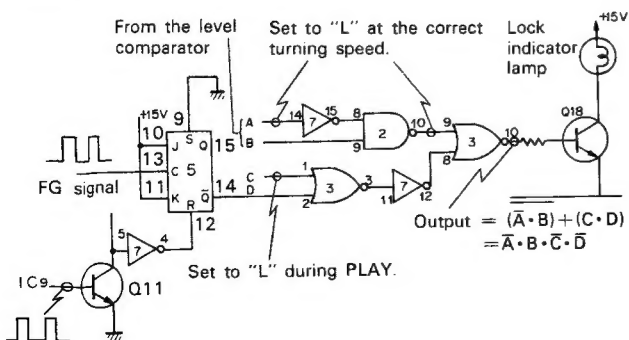 From the level
comparator
Set to "L" at the correct
turning speed.
Lock
indicator
lamp
+15V
+15V
9
10
13
11
S
J
Q
C
5
K
R
Q̅
15
14
12
A
B
14
7
15
8
9
2
10
9
8
3
10
Q18
FG signal
C
D
1
2
3
3
11
7
12
5
7
4
Output = (A̅·B)+(C·D)
=A̅·B·C̅·D̅
Set to "L" during PLAY.
IC9
Q11